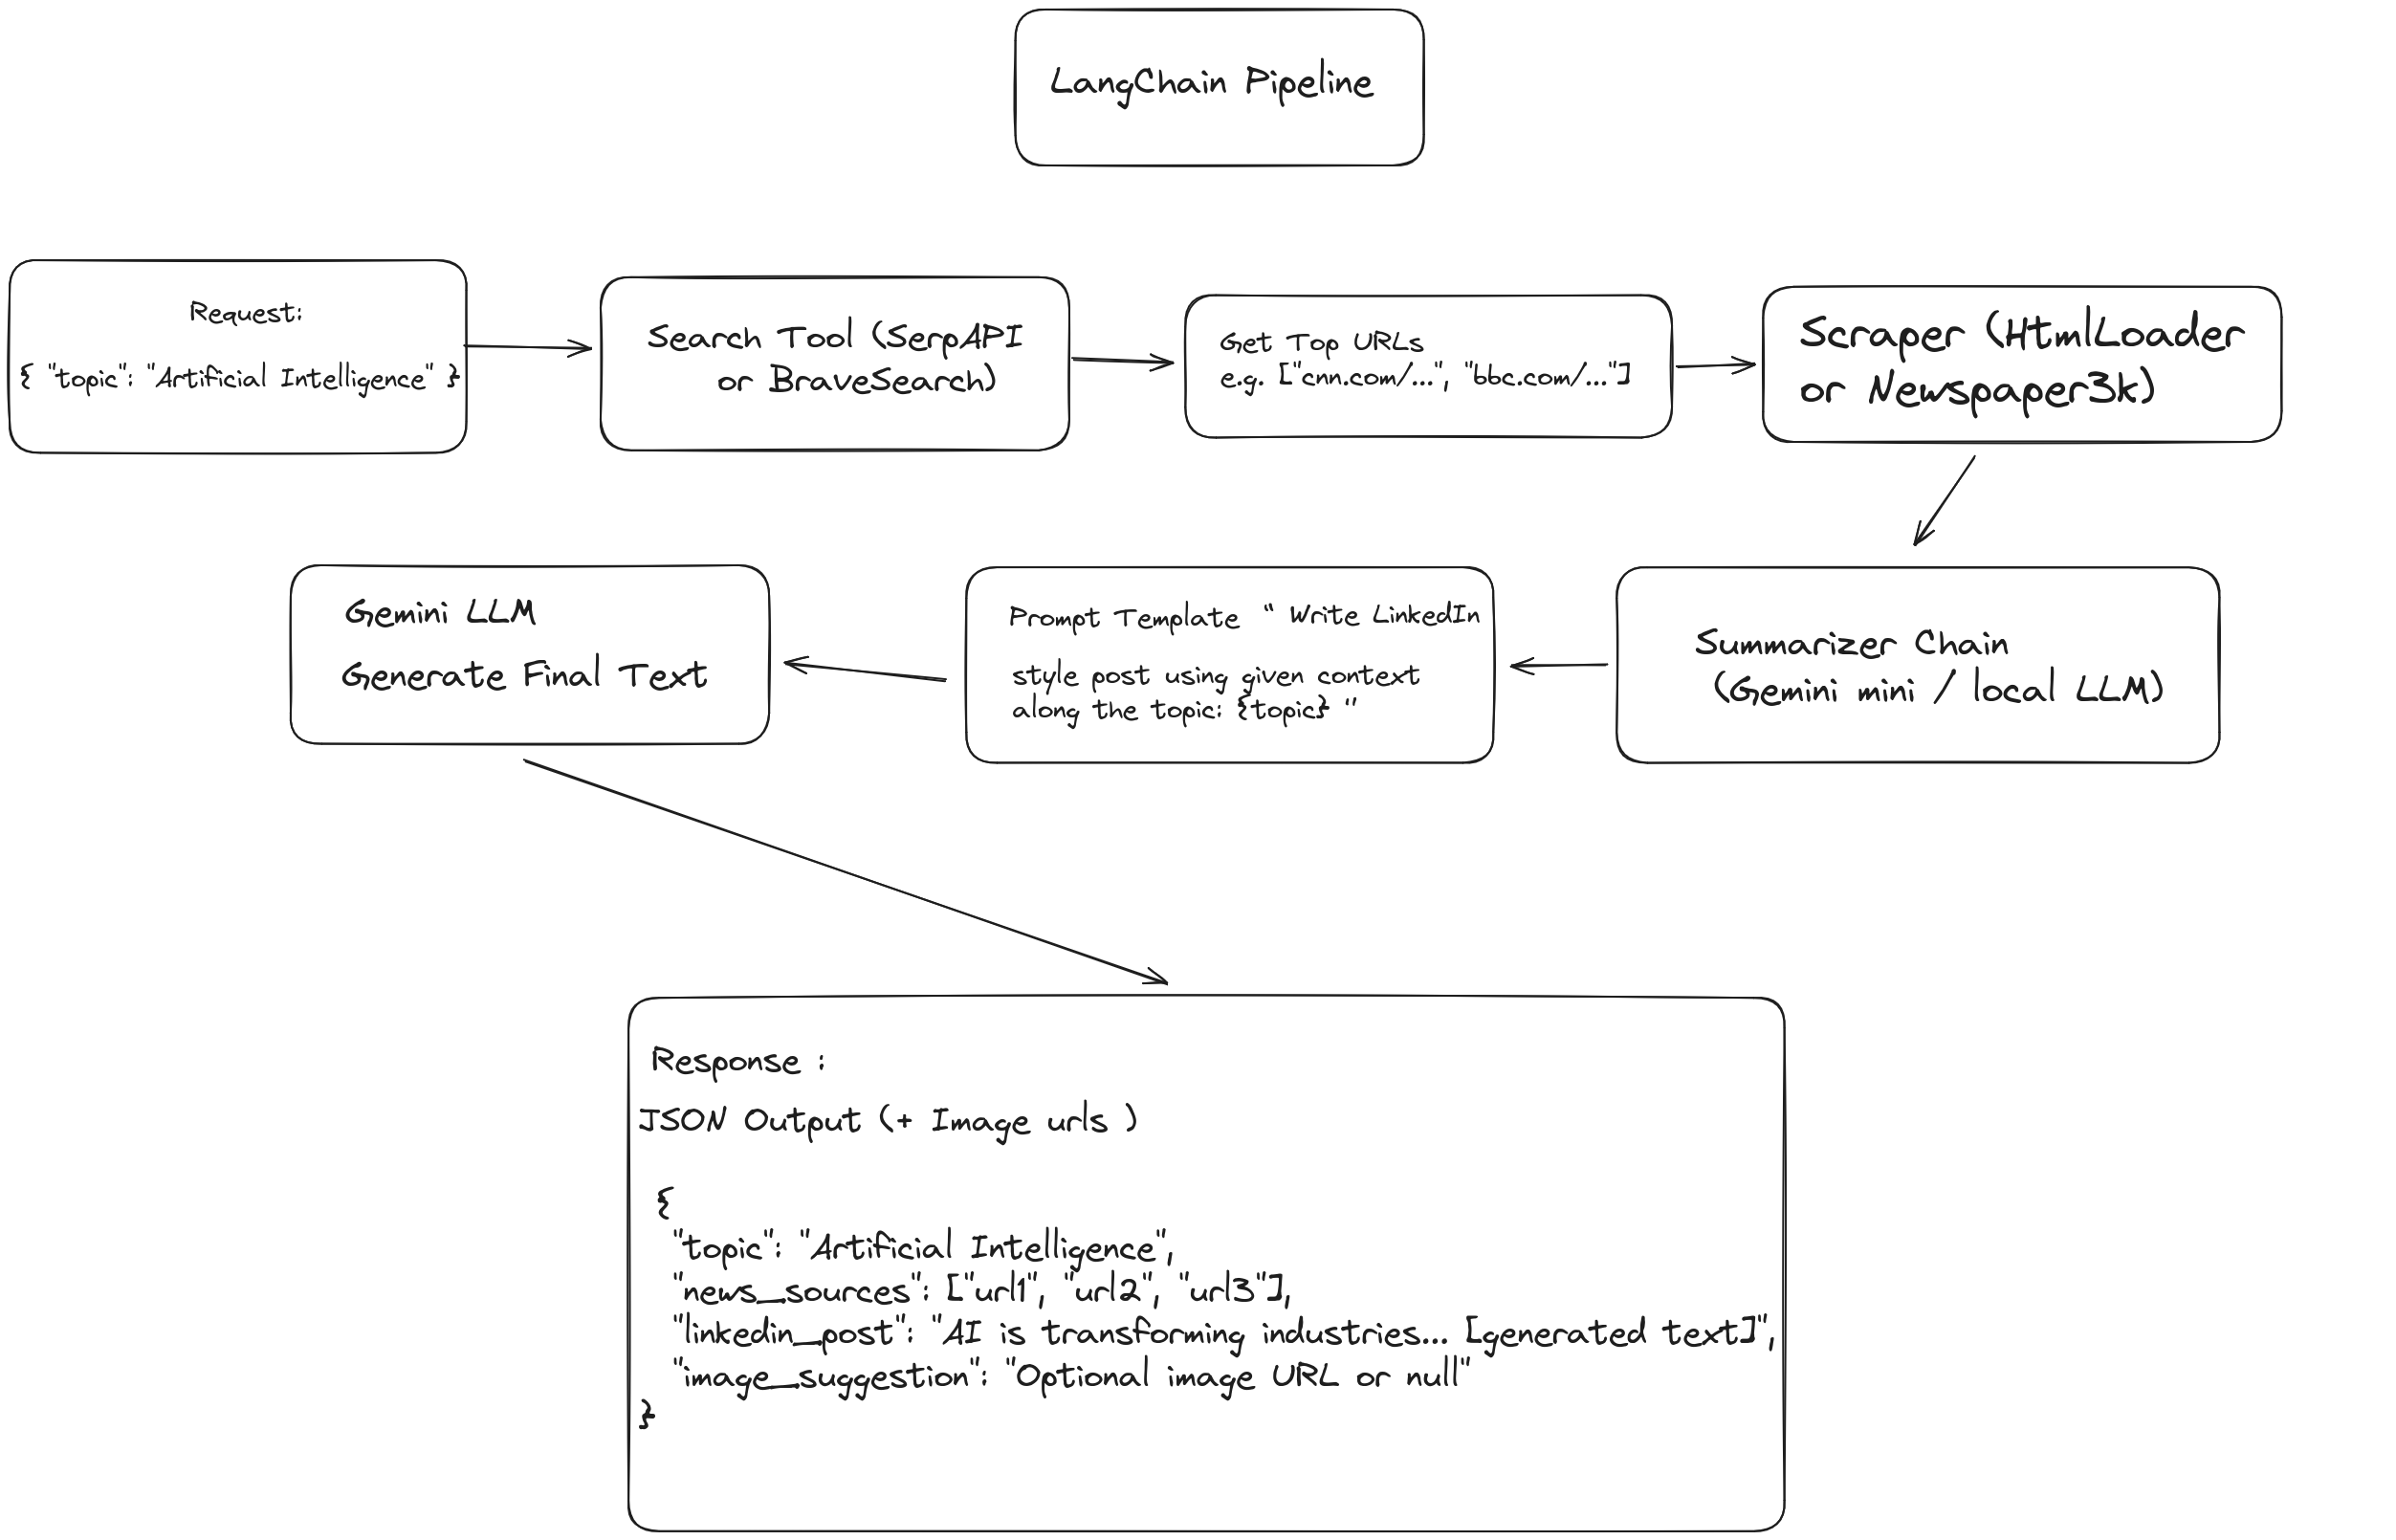 LangChain Pipeline
Request:
{ "topic": "Artificial Intelligence" }
Search Tool (SerpAPI
or BraveSearch)
Get Top URLs
e.g. ["cnn.com/...", "bbc.com/..."]
Scraper (HtmlLoader
or Newspaper3k)
Summarizer Chain
(Gemini mini / local LLM)
Prompt Template " Write LinkedIn
style post using given context
along the topic: {topic} "
Gemini LLM
Generate Final Text
Response :
JSON Output (+ Image urls )
{
"topic": "Artificial Intelligence",
"news_sources": ["url1", "url2", "url3"],
"linkedin_post": "AI is transforming industries... [generated text]",
"image_suggestion": "Optional image URL or null"
}